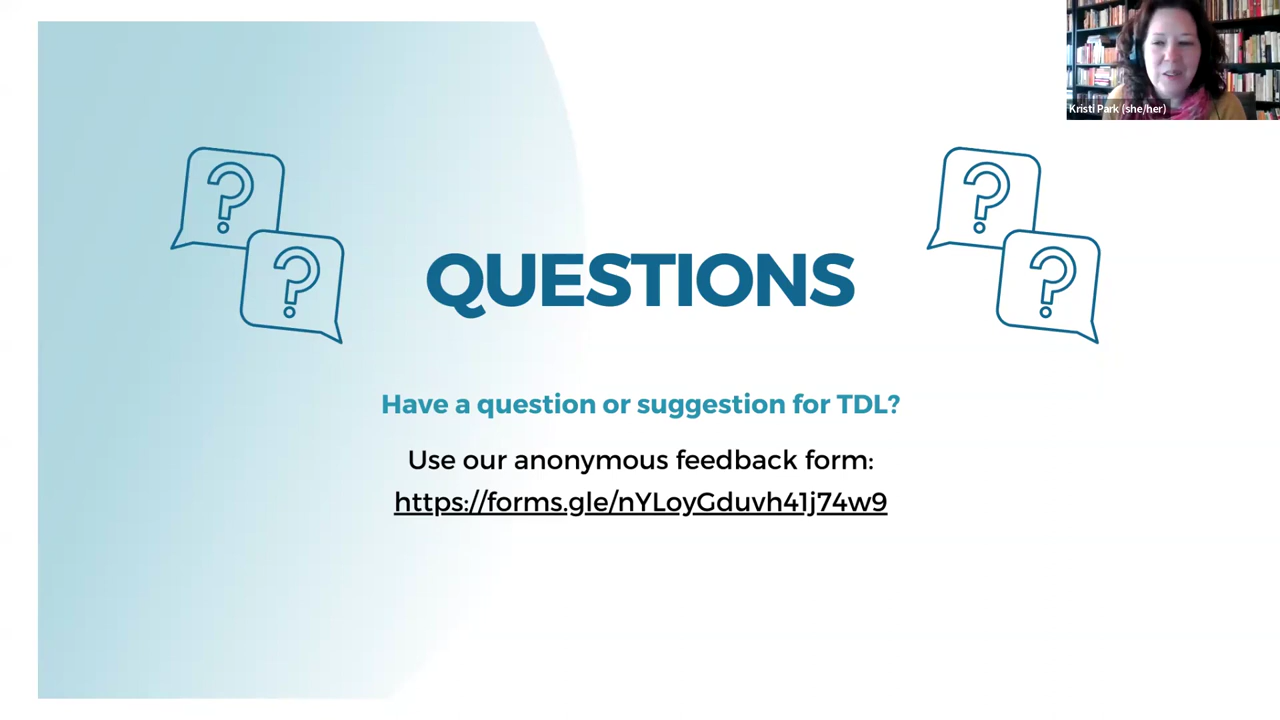 Kristi Park (she/her)
? ?
? ?
QUESTIONS
Have a question or suggestion for TDL?
Use our anonymous feedback form:
https://forms.gle/nYLoyGduvh41j74w9